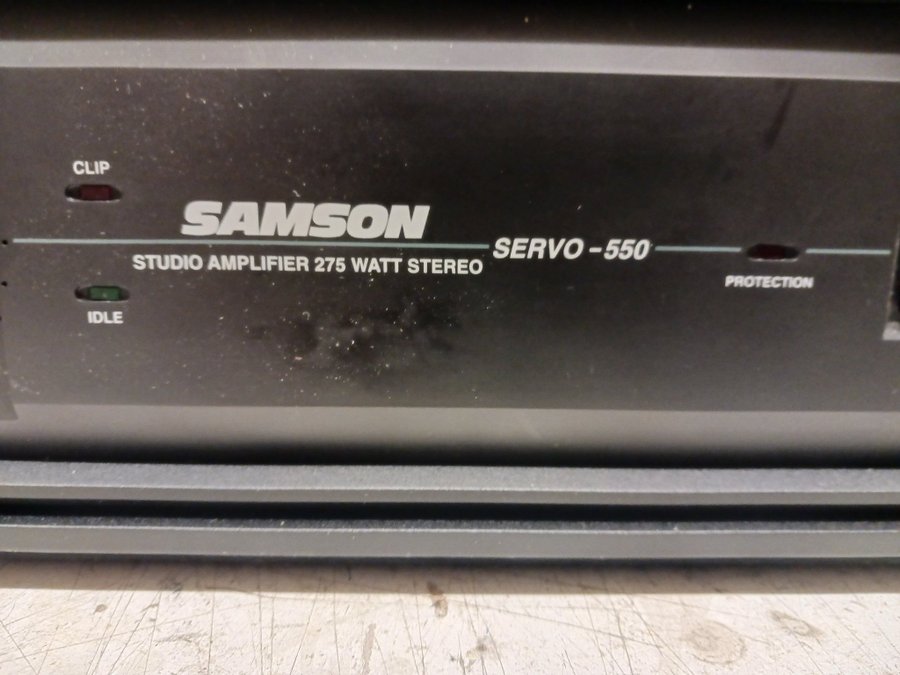 CLIP
SAMSON
SERVO-550
STUDIO AMPLIFIER 275 WATT STEREO
PROTECTION
IDLE